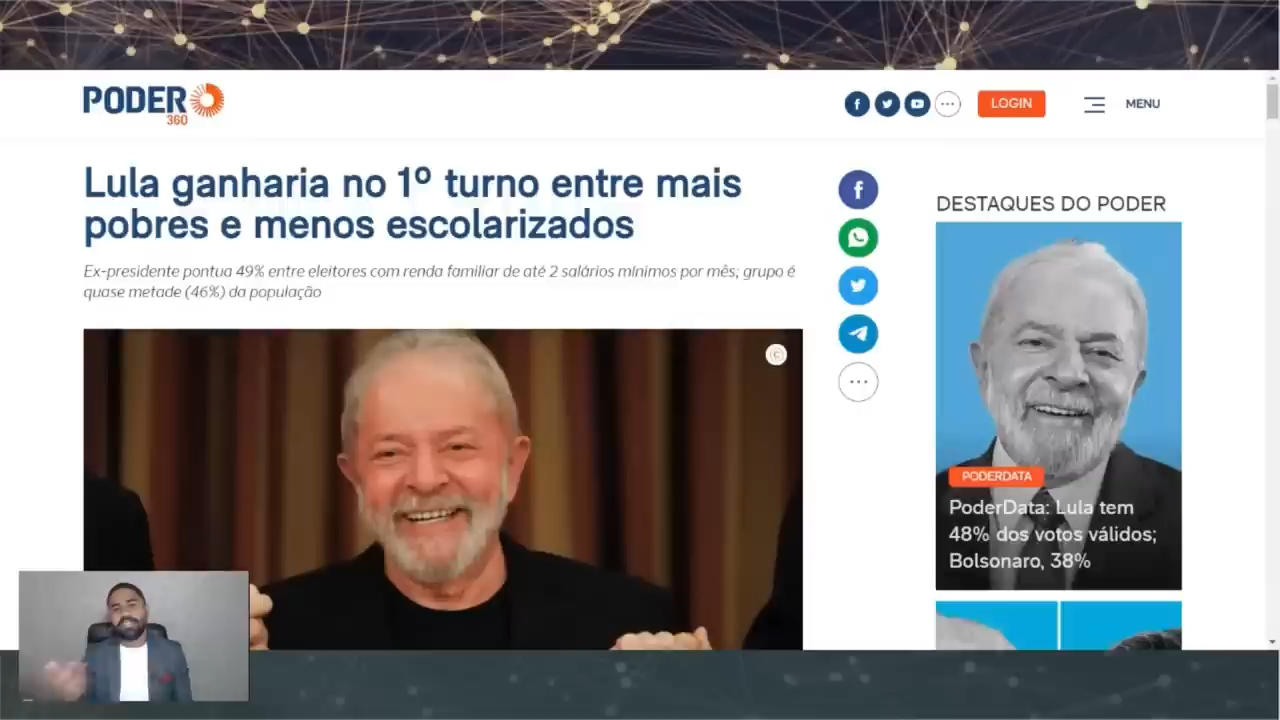 PODER
360
LOGIN
MENU
Lula ganharia no 1º turno entre mais
pobres e menos escolarizados
Ex-presidente pontua 49% entre eleitores com renda familiar de até 2 salários mínimos por mês; grupo é
quase metade (46%) da população
DESTAQUES DO PODER
PODERDATA
PoderData: Lula tem
48% dos votos válidos;
Bolsonaro, 38%